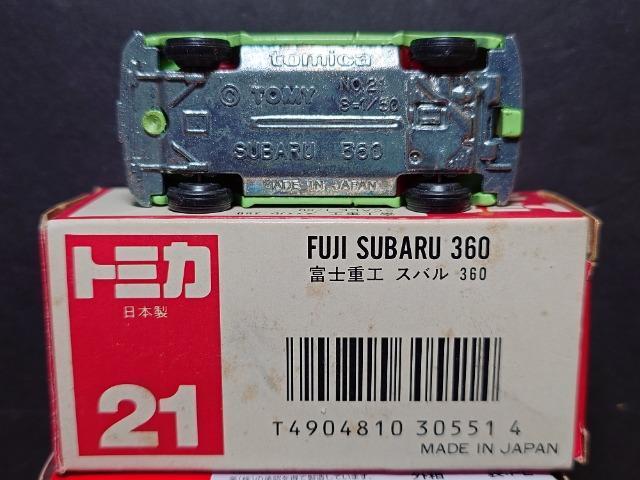 tomica
© TOMY
NO.21
S=1/50
SUBARU 360
MADE IN JAPAN
トミカ
日本製
21
FUJI SUBARU 360
富士重工 スバル 360
T4904810 30551 4
MADE IN JAPAN